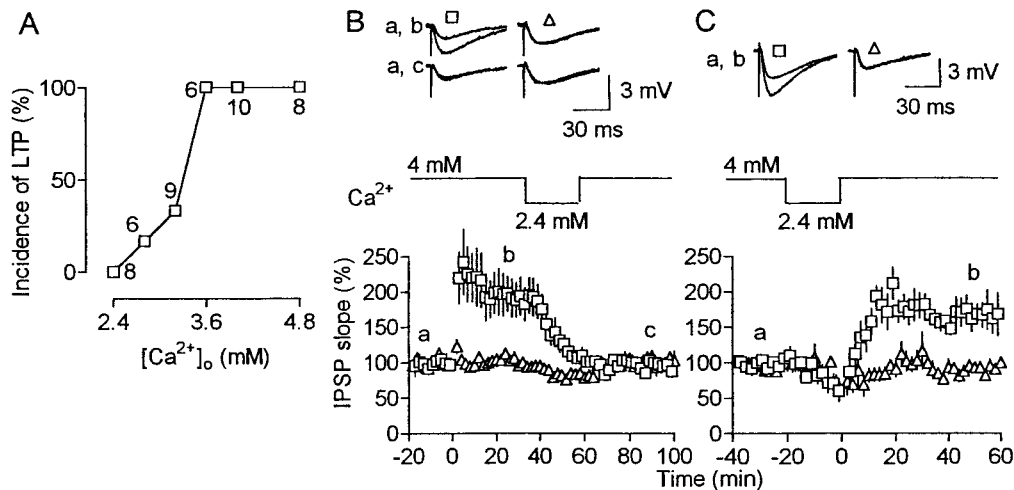 A
Incidence of LTP (%)
100
50
0
8
6
9
6
10
8
2.4 3.6 4.8
[Ca²⁺]ₒ (mM)
B
a, b
a, c
3 mV
30 ms
4 mM
Ca²⁺
2.4 mM
IPSP slope (%)
250
200
150
100
50
0
a
b
c
-20 0 20 40 60 80 100
C
a, b
3 mV
30 ms
4 mM
2.4 mM
250
200
150
100
50
0
a
b
-40 -20 0 20 40 60
Time (min)